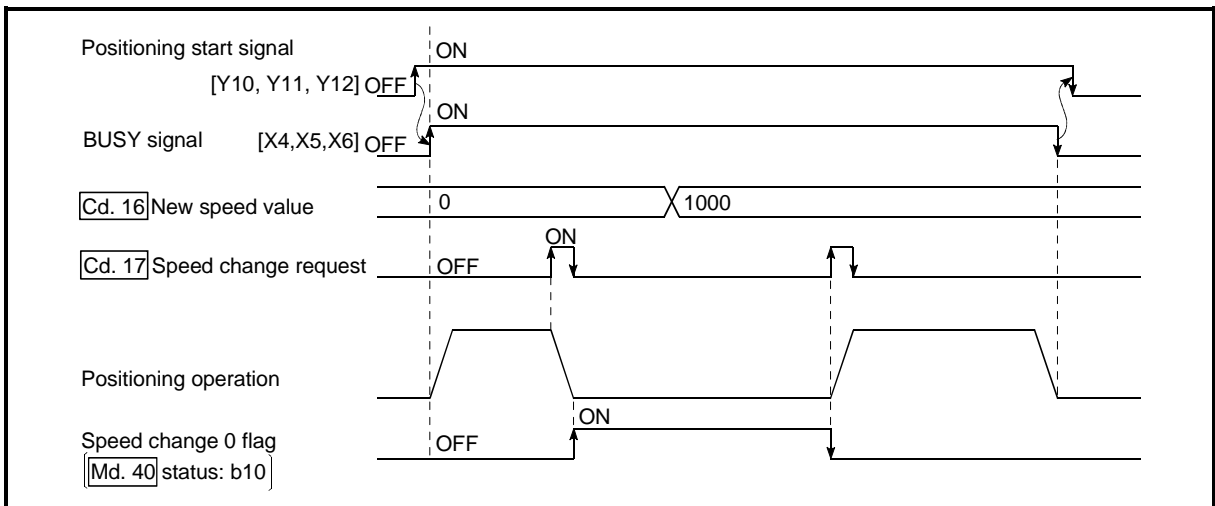 Positioning start signal
ON
[Y10, Y11, Y12] OFF
ON
BUSY signal [X4,X5,X6] OFF
Cd. 16 New speed value 0 1000
ON
Cd. 17 Speed change request OFF
Positioning operation
ON
Speed change 0 flag OFF
Md. 40 status: b10